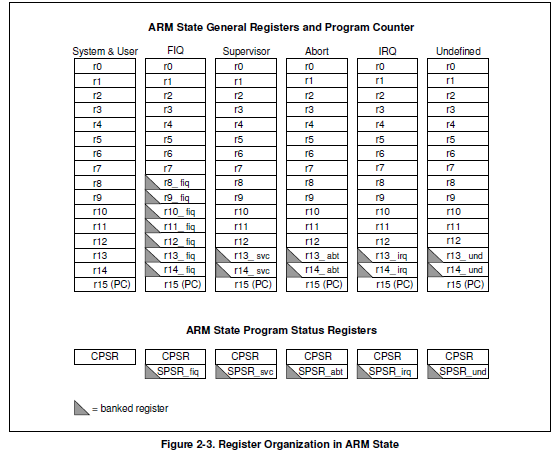 ARM State General Registers and Program Counter
System & User FIQ Supervisor Abort IRQ Undefined
r0 r0 r0 r0 r0 r0
r1 r1 r1 r1 r1 r1
r2 r2 r2 r2 r2 r2
r3 r3 r3 r3 r3 r3
r4 r4 r4 r4 r4 r4
r5 r5 r5 r5 r5 r5
r6 r6 r6 r6 r6 r6
r7 r7 r7 r7 r7 r7
r8 r8_fiq r8 r8 r8 r8
r9 r9_fiq r9 r9 r9 r9
r10 r10_fiq r10 r10 r10 r10
r11 r11_fiq r11 r11 r11 r11
r12 r12_fiq r12 r12 r12 r12
r13 r13_fiq r13_svc r13_abt r13_irq r13_und
r14 r14_fiq r14_svc r14_abt r14_irq r14_und
r15 (PC) r15 (PC) r15 (PC) r15 (PC) r15 (PC) r15 (PC)
ARM State Program Status Registers
CPSR CPSR CPSR CPSR CPSR CPSR
SPSR_fiq SPSR_svc SPSR_abt SPSR_irq SPSR_und
= banked register
Figure 2-3. Register Organization in ARM State